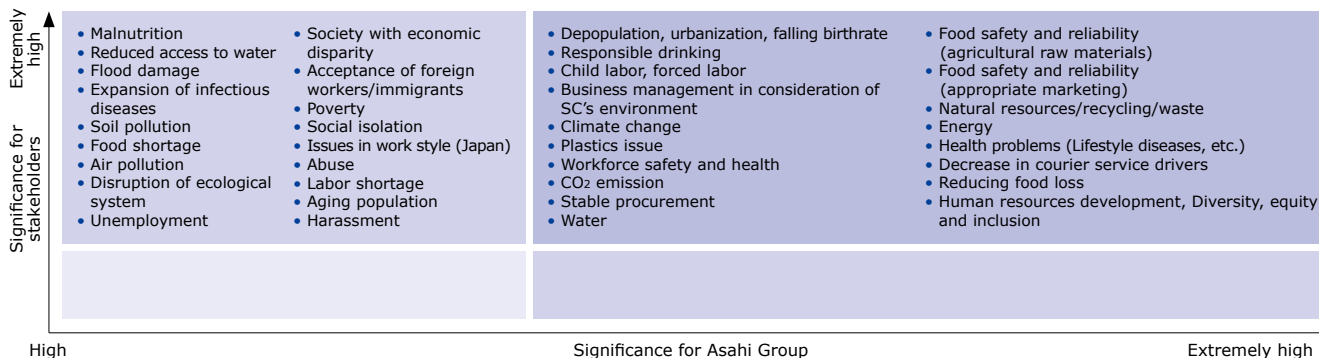 Extremely
high
Significance for
stakeholders
• Malnutrition
• Reduced access to water
• Flood damage
• Expansion of infectious
diseases
• Soil pollution
• Food shortage
• Air pollution
• Disruption of ecological
system
• Unemployment
• Society with economic
disparity
• Acceptance of foreign
workers/immigrants
• Poverty
• Social isolation
• Issues in work style (Japan)
• Abuse
• Labor shortage
• Aging population
• Harassment
• Depopulation, urbanization, falling birthrate
• Responsible drinking
• Child labor, forced labor
• Business management in consideration of
SC’s environment
• Climate change
• Plastics issue
• Workforce safety and health
• CO₂ emission
• Stable procurement
• Water
• Food safety and reliability
(agricultural raw materials)
• Food safety and reliability
(appropriate marketing)
• Natural resources/recycling/waste
• Energy
• Health problems (Lifestyle diseases, etc.)
• Decrease in courier service drivers
• Reducing food loss
• Human resources development, Diversity, equity
and inclusion
High
Significance for Asahi Group
Extremely high